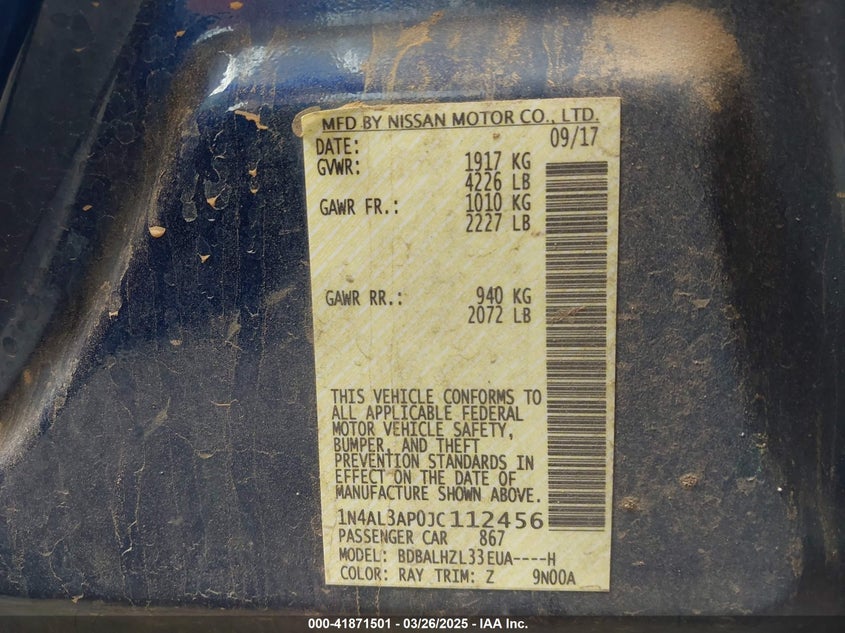 MFD BY NISSAN MOTOR CO., LTD.
DATE: 09/17
GVWR: 1917 KG
4226 LB
GAWR FR.: 1010 KG
2227 LB
GAWR RR.: 940 KG
2072 LB
THIS VEHICLE CONFORMS TO
ALL APPLICABLE FEDERAL
MOTOR VEHICLE SAFETY,
BUMPER, AND THEFT
PREVENTION STANDARDS IN
EFFECT ON THE DATE OF
MANUFACTURE SHOWN ABOVE.
1N4AL3AP0JC112456
PASSENGER CAR 867
MODEL: BDBALHZL33EUA----H
COLOR: RAY TRIM: Z 9N00A
000-41871501 - 03/26/2025 - IAA Inc.